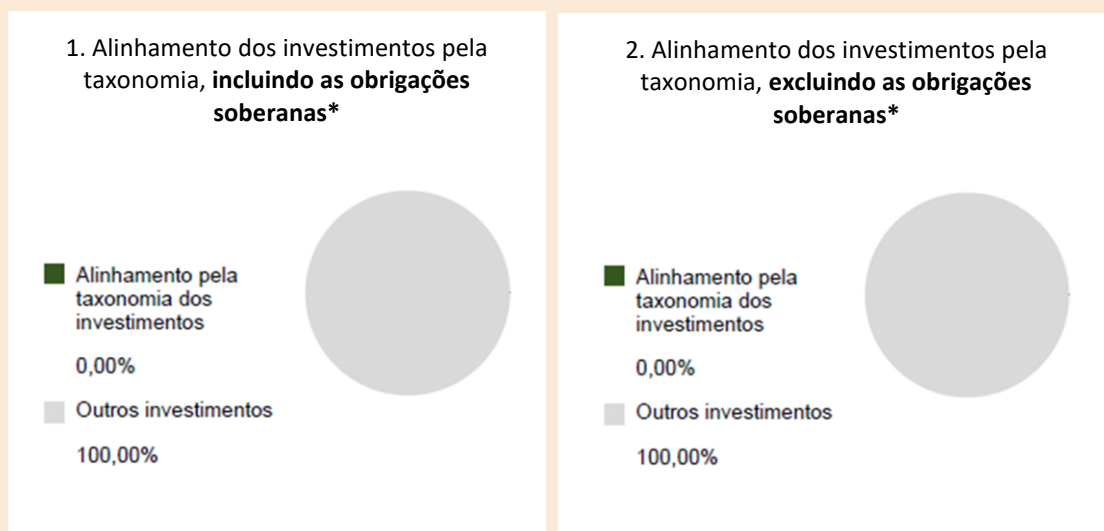 1. Alinhamento dos investimentos pela
taxonomia, incluindo as obrigações
soberanas*
Alinhamento pela
taxonomia dos
investimentos
0,00%
Outros investimentos
100,00%
2. Alinhamento dos investimentos pela
taxonomia, excluindo as obrigações
soberanas*
Alinhamento pela
taxonomia dos
investimentos
0,00%
Outros investimentos
100,00%